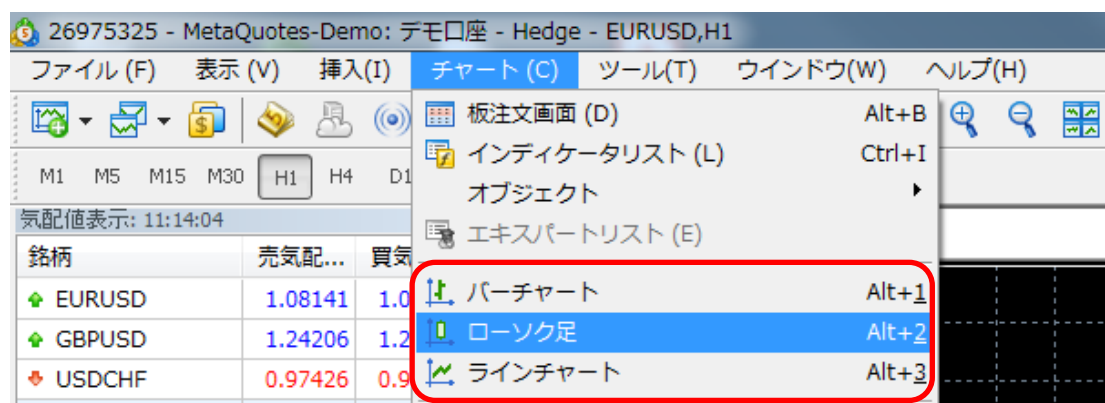 26975325 - MetaQuotes-Demo: デモ口座 - Hedge - EURUSD,H1
ファイル (F) 表示 (V) 挿入(I) チャート (C) ツール(T) ウインドウ(W) ヘルプ(H)
板注文画面 (D) Alt+B
インディケータリスト (L) Ctrl+I
M1 M5 M15 M30 H1 H4 D1
オブジェクト
気配値表示: 11:14:04
エキスパートリスト (E)
銘柄 売気配... 買気
EURUSD 1.08141 1.0
バーチャート Alt+1
GBPUSD 1.24206 1.2
ローソク足 Alt+2
USDCHF 0.97426 0.9
ラインチャート Alt+3